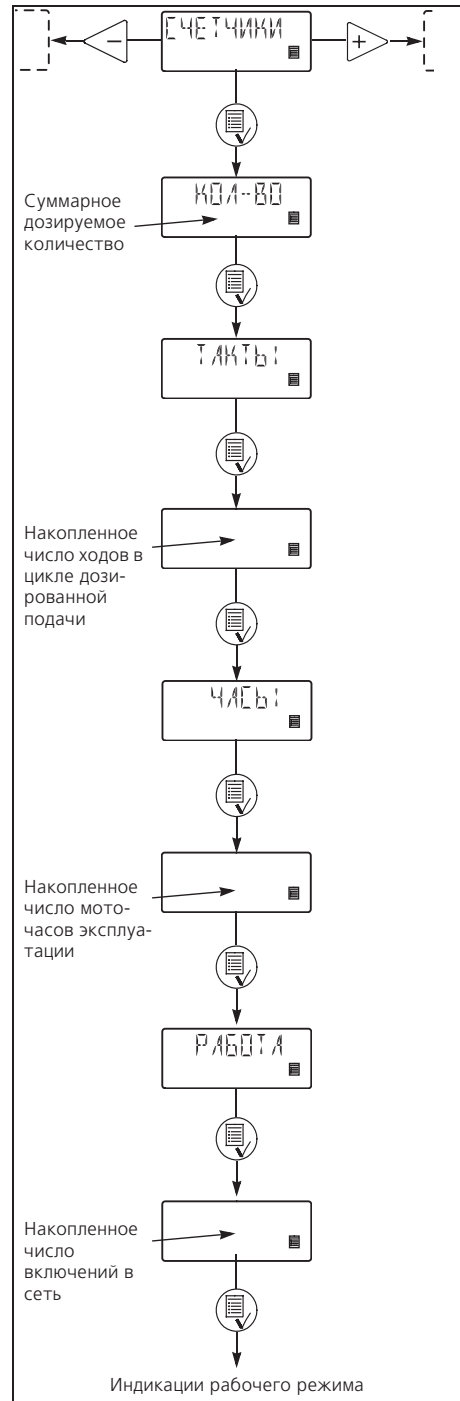 СЧЕТЧИКИ
−
+
КОЛ-ВО
Суммарное
дозируемое
количество
ТАКТЫ
Накопленное
число ходов в
цикле дози-
рованной
подачи
ЧАСЫ
Накопленное
число мото-
часов эксплуа-
тации
РАБОТА
Накопленное
число
включений в
сеть
Индикации рабочего режима